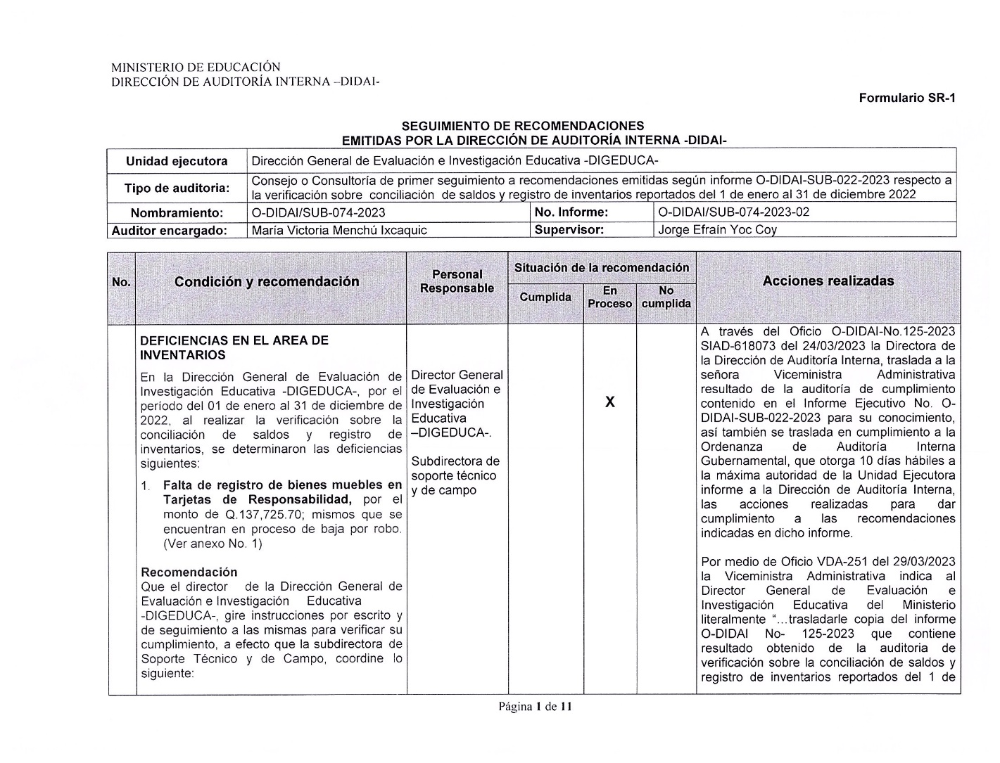 MINISTERIO DE EDUCACIÓN
DIRECCIÓN DE AUDITORÍA INTERNA –DIDAI-
Formulario SR-1
SEGUIMIENTO DE RECOMENDACIONES
EMITIDAS POR LA DIRECCIÓN DE AUDITORÍA INTERNA -DIDAI-
Unidad ejecutora
Dirección General de Evaluación e Investigación Educativa -DIGEDUCA-
Tipo de auditoria:
Consejo o Consultoría de primer seguimiento a recomendaciones emitidas según informe O-DIDAI-SUB-022-2023 respecto a
la verificación sobre conciliación de saldos y registro de inventarios reportados del 1 de enero al 31 de diciembre 2022
Nombramiento:
O-DIDAI/SUB-074-2023
No. Informe:
O-DIDAI/SUB-074-2023-02
Auditor encargado:
María Victoria Menchú Ixcaquic
Supervisor:
Jorge Efraín Yoc Coy
No.
Condición y recomendación
Personal
Responsable
Situación de la recomendación
Cumplida
En
Proceso
No
cumplida
Acciones realizadas
DEFICIENCIAS EN EL AREA DE
INVENTARIOS
En la Dirección General de Evaluación de
Investigación Educativa -DIGEDUCA-, por el
período del 01 de enero al 31 de diciembre de
2022, al realizar la verificación sobre la
conciliación de saldos y registro de
inventarios, se determinaron las deficiencias
siguientes:
1. Falta de registro de bienes muebles en
Tarjetas de Responsabilidad, por el
monto de Q.137,725.70; mismos que se
encuentran en proceso de baja por robo.
(Ver anexo No. 1)
Recomendación
Que el director de la Dirección General de
Evaluación e Investigación Educativa
-DIGEDUCA-, gire instrucciones por escrito y
de seguimiento a las mismas para verificar su
cumplimiento, a efecto que la subdirectora de
Soporte Técnico y de Campo, coordine lo
siguiente:
Director General
de Evaluación e
Investigación
Educativa
–DIGEDUCA-.
Subdirectora de
soporte técnico
y de campo
X
A través del Oficio O-DIDAI-No.125-2023
SIAD-618073 del 24/03/2023 la Directora de
la Dirección de Auditoría Interna, traslada a la
señora Viceministra Administrativa
resultado de la auditoría de cumplimiento
contenido en el Informe Ejecutivo No. O-
DIDAI-SUB-022-2023 para su conocimiento,
así también se traslada en cumplimiento a la
Ordenanza de Auditoría Interna
Gubernamental, que otorga 10 días hábiles a
la máxima autoridad de la Unidad Ejecutora
informe a la Dirección de Auditoría Interna,
las acciones realizadas para dar
cumplimiento a las recomendaciones
indicadas en dicho informe.
Por medio de Oficio VDA-251 del 29/03/2023
la Viceministra Administrativa indica al
Director General de Evaluación e
Investigación Educativa del Ministerio
literalmente “…trasladarle copia del informe
O-DIDAI No- 125-2023 que contiene
resultado obtenido de la auditoria de
verificación sobre la conciliación de saldos y
registro de inventarios reportados del 1 de
Página 1 de 11